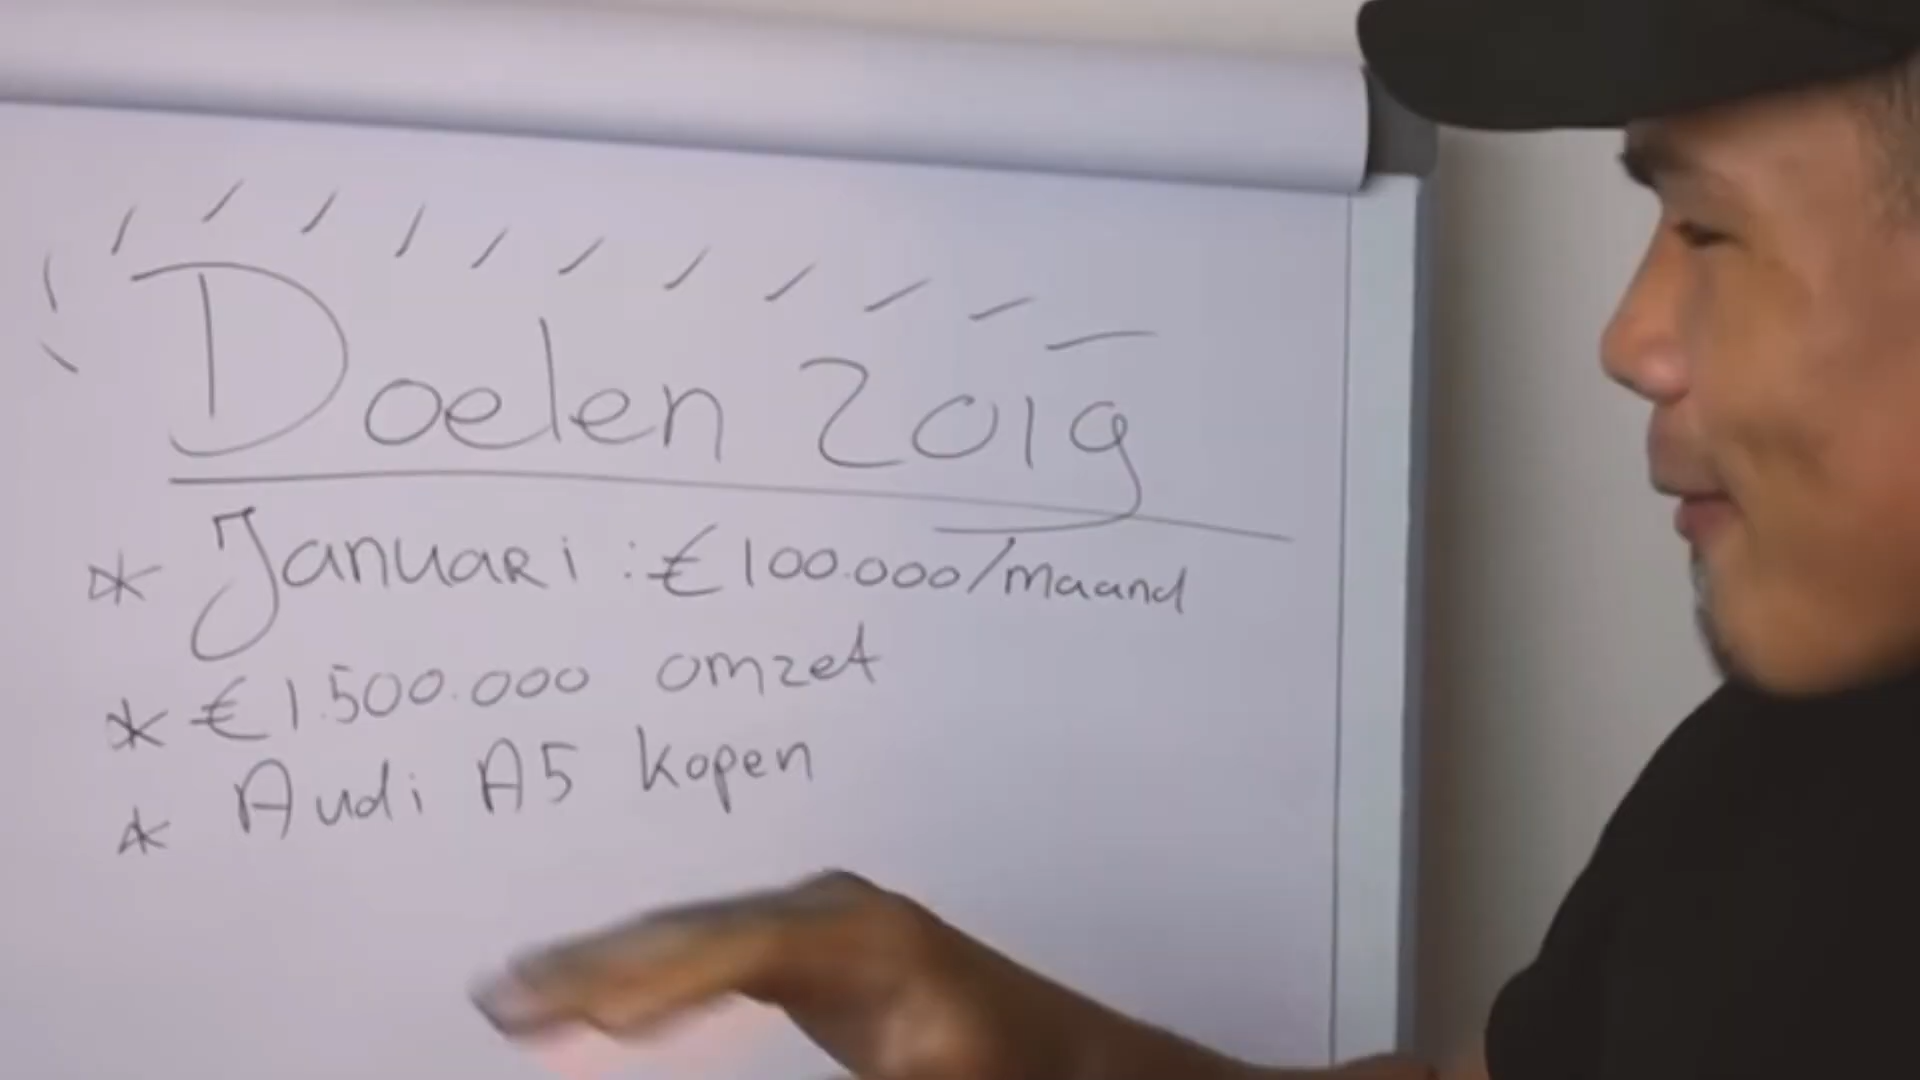 Doelen 2019
* Januari : € 100.000/maand
* € 1.500.000 omzet
* Audi A5 kopen